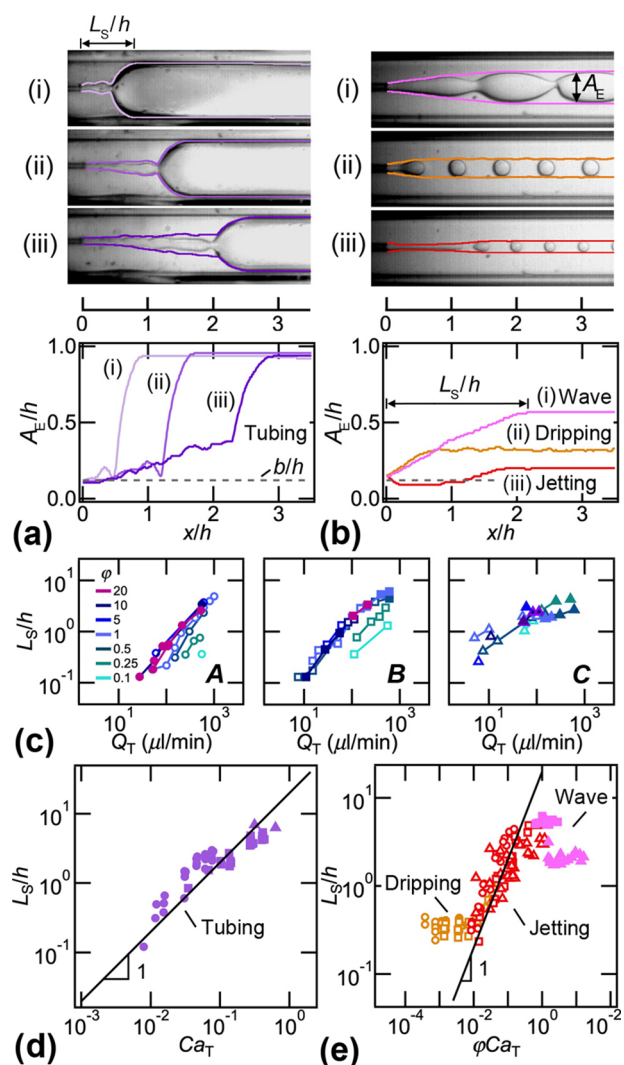 L_S/h
(i)
(ii)
(iii)
(i)
A_E
(ii)
(iii)
0 1 2 3
0 1 2 3
1.0
0.5
0.0
A_E/h
(i)
(ii)
(iii)
Tubing
b/h
0 1 2 3
x/h
(a)
1.0
0.5
0.0
A_E/h
L_S/h
(i) Wave
(ii) Dripping
(iii) Jetting
0 1 2 3
x/h
(b)
L_S/h
10^1
10^0
10^-1
φ
20
10
5
1
0.5
0.25
0.1
A
B
C
10^1 10^3
10^1 10^3
10^1 10^3
Q_T (μl/min)
Q_T (μl/min)
Q_T (μl/min)
(c)
L_S/h
10^1
10^0
10^-1
Tubing
1
10^-3 10^-2 10^-1 10^0
Ca_T
(d)
L_S/h
10^1
10^0
10^-1
Wave
Dripping
Jetting
1
10^-4 10^-2 10^0 10^-2
φCa_T
(e)